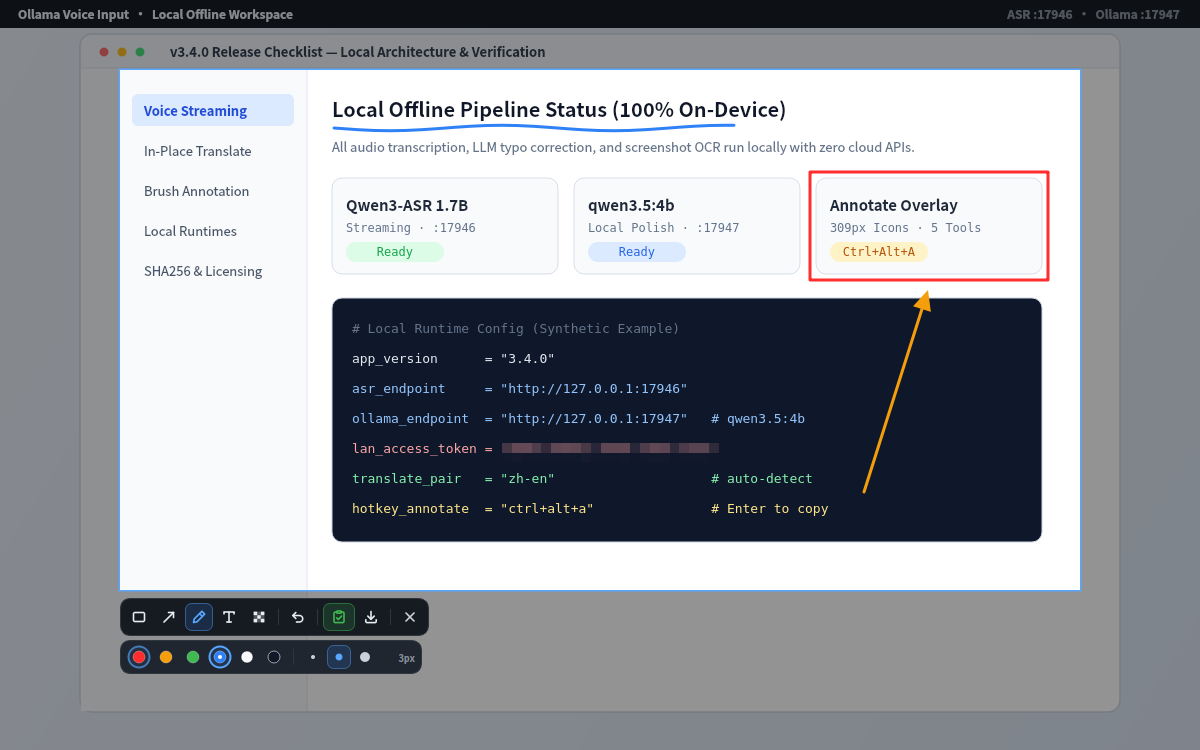 Ollama Voice Input • Local Offline Workspace
ASR :17946 • Ollama :17947
v3.4.0 Release Checklist — Local Architecture & Verification
Voice Streaming
In-Place Translate
Brush Annotation
Local Runtimes
SHA256 & Licensing
Local Offline Pipeline Status (100% On-Device)
All audio transcription, LLM typo correction, and screenshot OCR run locally with zero cloud APIs.
Qwen3-ASR 1.7B
Streaming · :17946
Ready
qwen3.5:4b
Local Polish · :17947
Ready
Annotate Overlay
309px Icons · 5 Tools
Ctrl+Alt+A
# Local Runtime Config (Synthetic Example)
app_version = "3.4.0"
asr_endpoint = "http://127.0.0.1:17946"
ollama_endpoint = "http://127.0.0.1:17947" # qwen3.5:4b
lan_access_token =
translate_pair = "zh-en" # auto-detect
hotkey_annotate = "ctrl+alt+a" # Enter to copy
T
3px